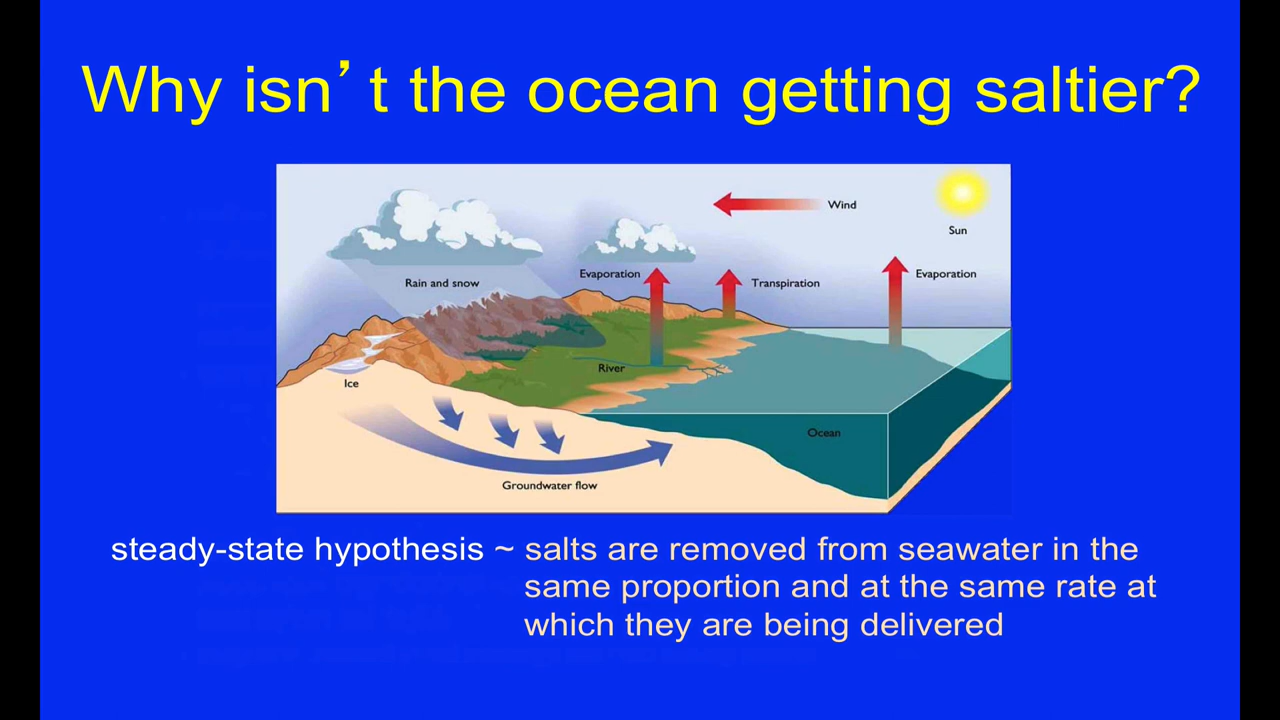 Why isn’t the ocean getting saltier?
Wind
Sun
Rain and snow
Evaporation
Transpiration
Evaporation
River
Ice
Ocean
Groundwater flow
steady-state hypothesis ~ salts are removed from seawater in the
same proportion and at the same rate at
which they are being delivered